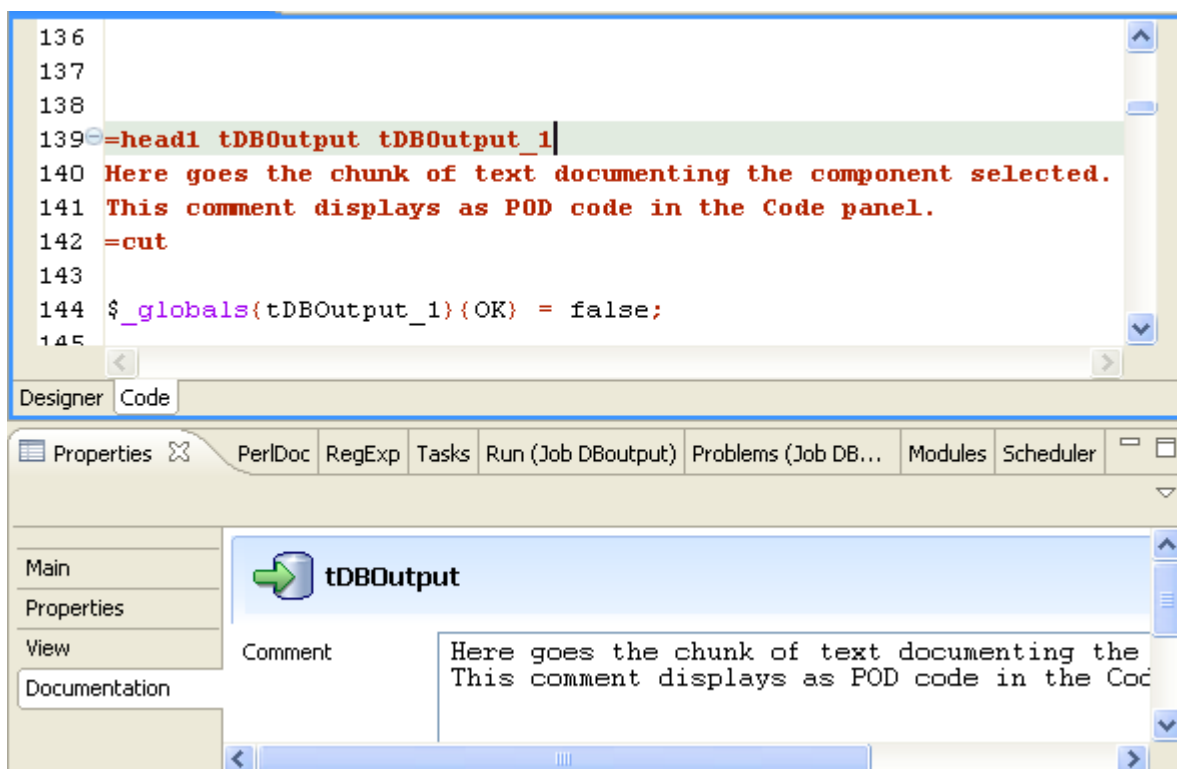 136
137
138
139 =head1 tDBOutput tDBOutput_1
140 Here goes the chunk of text documenting the component selected.
141 This comment displays as POD code in the Code panel.
142 =cut
143
144 $_globals{tDBOutput_1}{OK} = false;
145
Designer Code
Properties PerlDoc RegExp Tasks Run (Job DBoutput) Problems (Job DB... Modules Scheduler
Main
tDBOutput
Properties
View
Comment Here goes the chunk of text documenting the
This comment displays as POD code in the Cod
Documentation